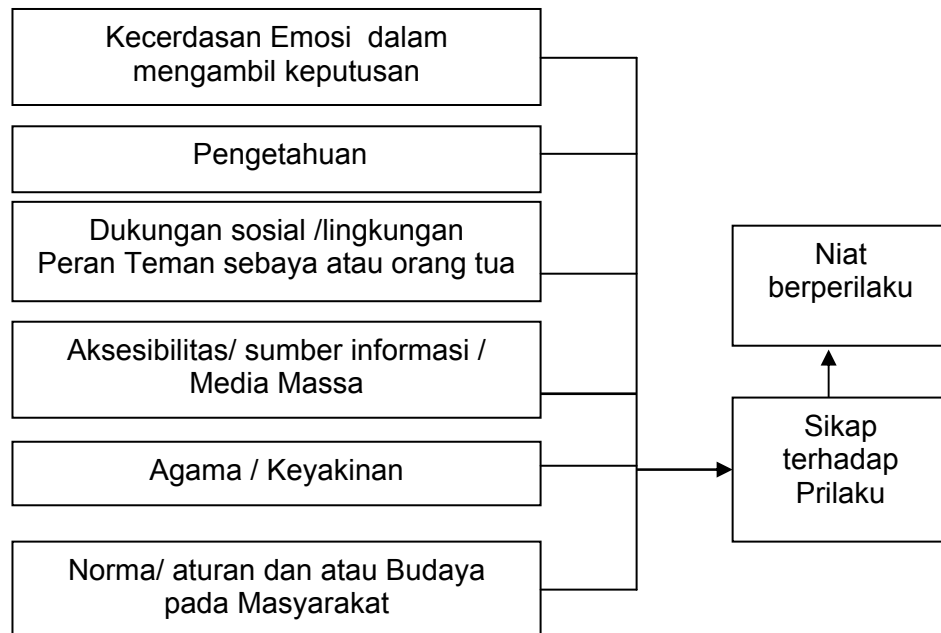 Kecerdasan Emosi  dalam
mengambil keputusan
Pengetahuan
Dukungan sosial /lingkungan
Peran Teman sebaya atau orang tua
Aksesibilitas/ sumber informasi /
Media Massa
Agama / Keyakinan
Norma/ aturan dan atau Budaya
pada Masyarakat
Niat
berperilaku
Sikap
terhadap
Prilaku